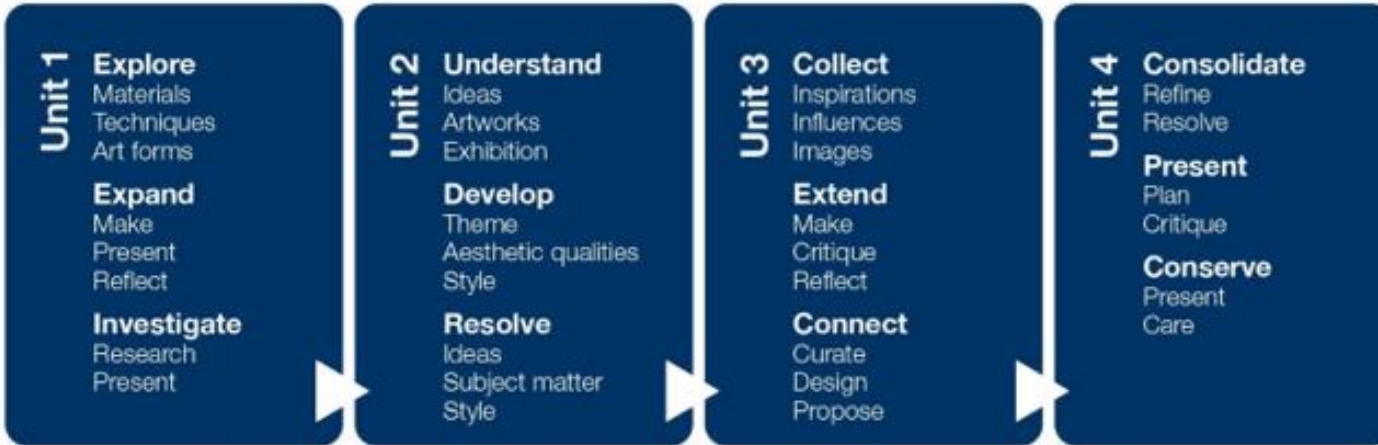 Unit 1
Explore
Materials
Techniques
Art forms
Expand
Make
Present
Reflect
Investigate
Research
Present
Unit 2
Understand
Ideas
Artworks
Exhibition
Develop
Theme
Aesthetic qualities
Style
Resolve
Ideas
Subject matter
Style
Unit 3
Collect
Inspirations
Influences
Images
Extend
Make
Critique
Reflect
Connect
Curate
Design
Propose
Unit 4
Consolidate
Refine
Resolve
Present
Plan
Critique
Conserve
Present
Care